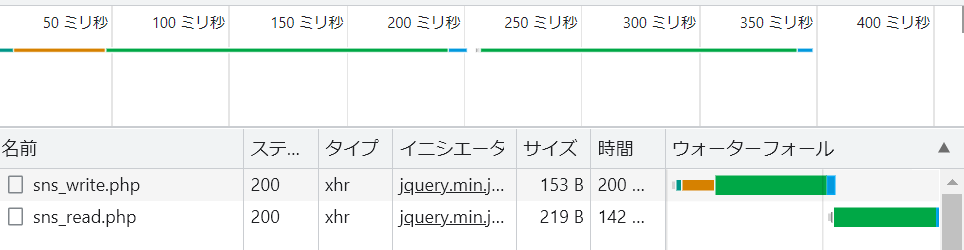 50 ミリ秒 100 ミリ秒 150 ミリ秒 200 ミリ秒 250 ミリ秒 300 ミリ秒 350 ミリ秒 400 ミリ秒
名前 ステ... タイプ イニシエータ サイズ 時間 ウォーターフォール
sns_write.php 200 xhr jquery.min.j... 153 B 200 ...
sns_read.php 200 xhr jquery.min.j... 219 B 142 ...